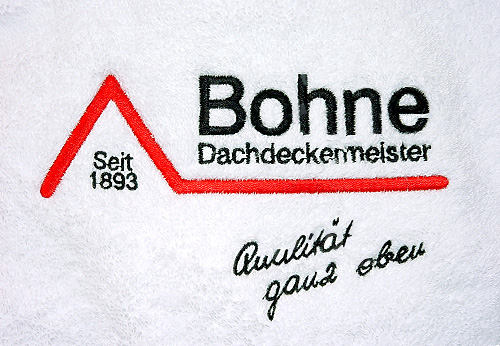 Bohne
Dachdeckermeister
Seit
1893
Qualität
ganz oben